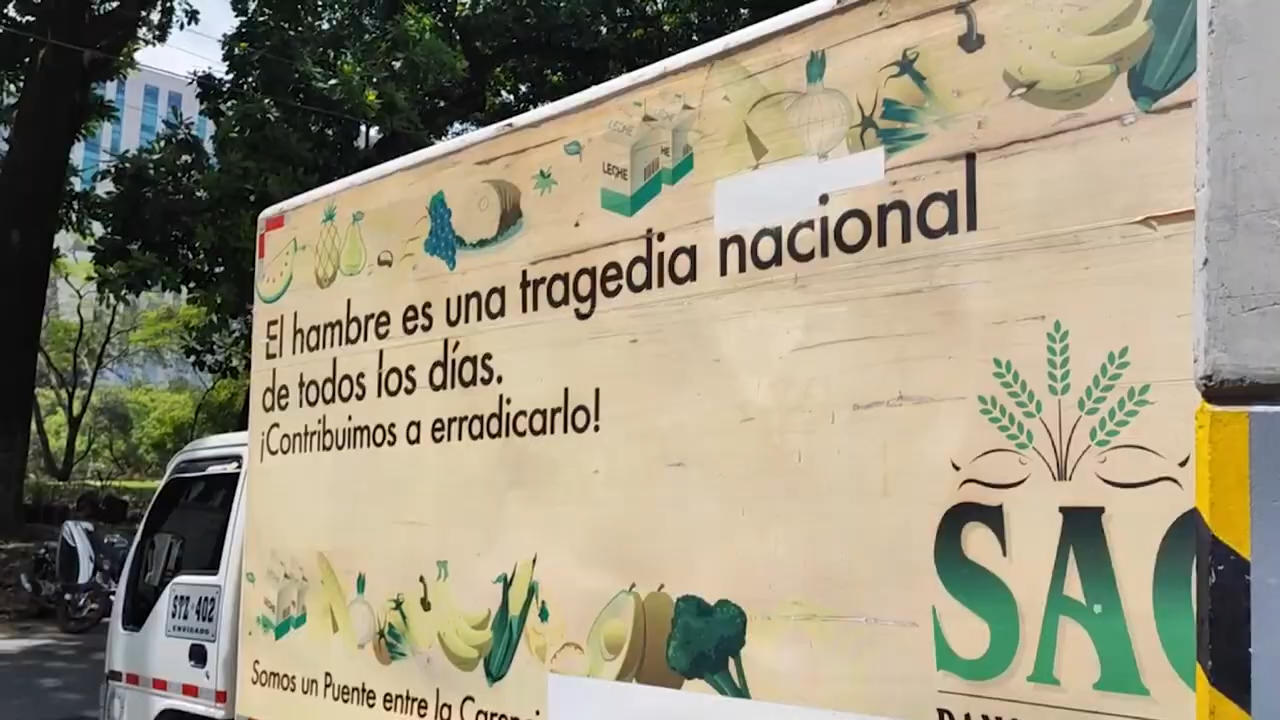 LECHE
LECHE
El hambre es una tragedia nacional
de todos los días.
¡Contribuimos a erradicarlo!
SAC
STZ·402
ENVIGADO
Somos un Puente entre la